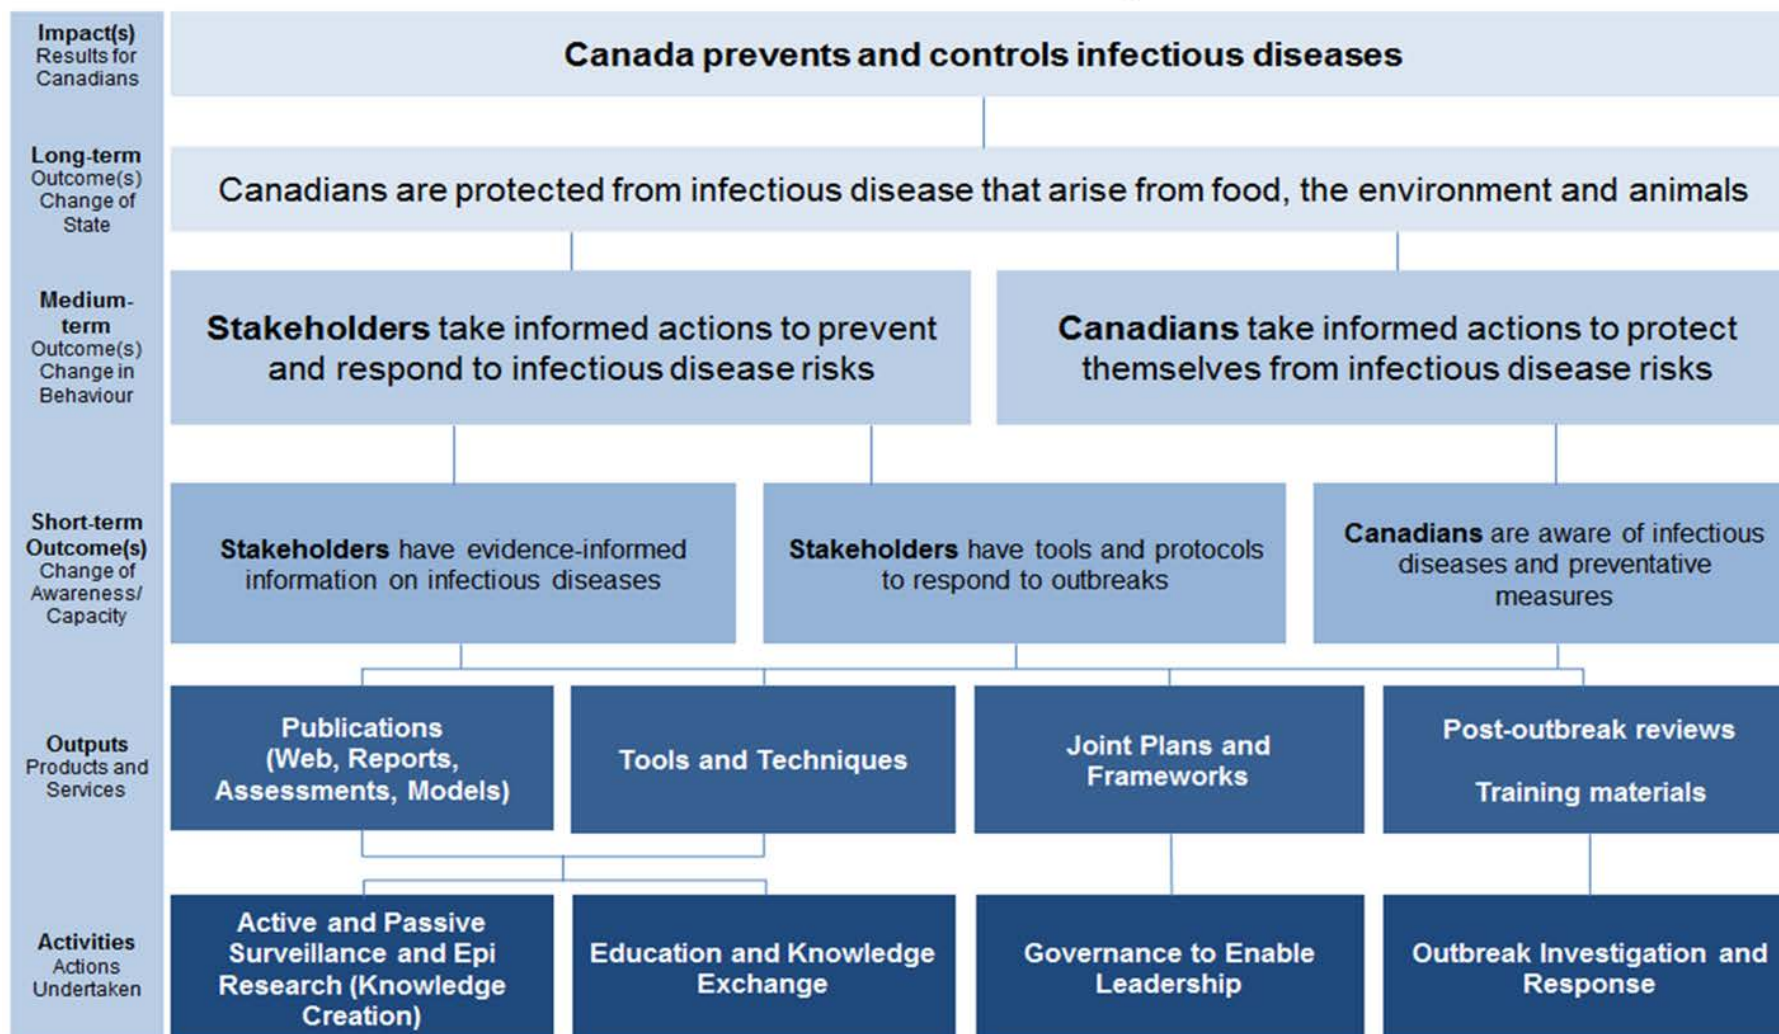 Impact(s)
Results for
Canadians
Canada prevents and controls infectious diseases
Long-term
Outcome(s)
Change of
State
Canadians are protected from infectious disease that arise from food, the environment and animals
Medium-
term
Outcome(s)
Change in
Behaviour
Stakeholders take informed actions to prevent
and respond to infectious disease risks
Canadians take informed actions to protect
themselves from infectious disease risks
Short-term
Outcome(s)
Change of
Awareness/
Capacity
Stakeholders have evidence-informed
information on infectious diseases
Stakeholders have tools and protocols
to respond to outbreaks
Canadians are aware of infectious
diseases and preventative
measures
Outputs
Products and
Services
Publications
(Web, Reports,
Assessments, Models)
Tools and Techniques
Joint Plans and
Frameworks
Post-outbreak reviews
Training materials
Activities
Actions
Undertaken
Active and Passive
Surveillance and Epi
Research (Knowledge
Creation)
Education and Knowledge
Exchange
Governance to Enable
Leadership
Outbreak Investigation and
Response